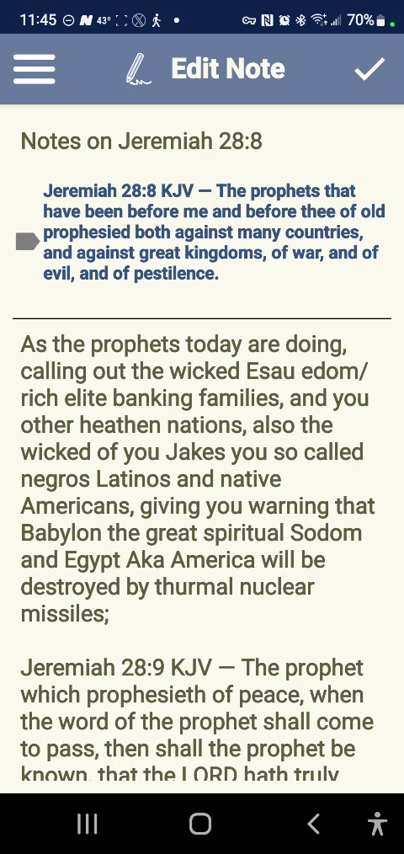 11:45 43° 70%
Edit Note
Notes on Jeremiah 28:8
Jeremiah 28:8 KJV — The prophets that
have been before me and before thee of old
prophesied both against many countries,
and against great kingdoms, of war, and of
evil, and of pestilence.
As the prophets today are doing,
calling out the wicked Esau edom/
rich elite banking families, and you
other heathen nations, also the
wicked of you Jakes you so called
negros Latinos and native
Americans, giving you warning that
Babylon the great spiritual Sodom
and Egypt Aka America will be
destroyed by thurmal nuclear
missiles;
Jeremiah 28:9 KJV — The prophet
which prophesieth of peace, when
the word of the prophet shall come
to pass, then shall the prophet be
known, that the LORD hath truly